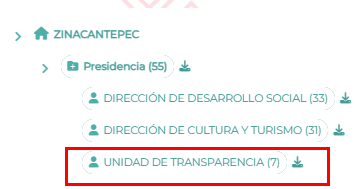 ZINACANTEPEC
Presidencia (55)
DIRECCIÓN DE DESARROLLO SOCIAL (33)
DIRECCIÓN DE CULTURA Y TURISMO (31)
UNIDAD DE TRANSPARENCIA (7)